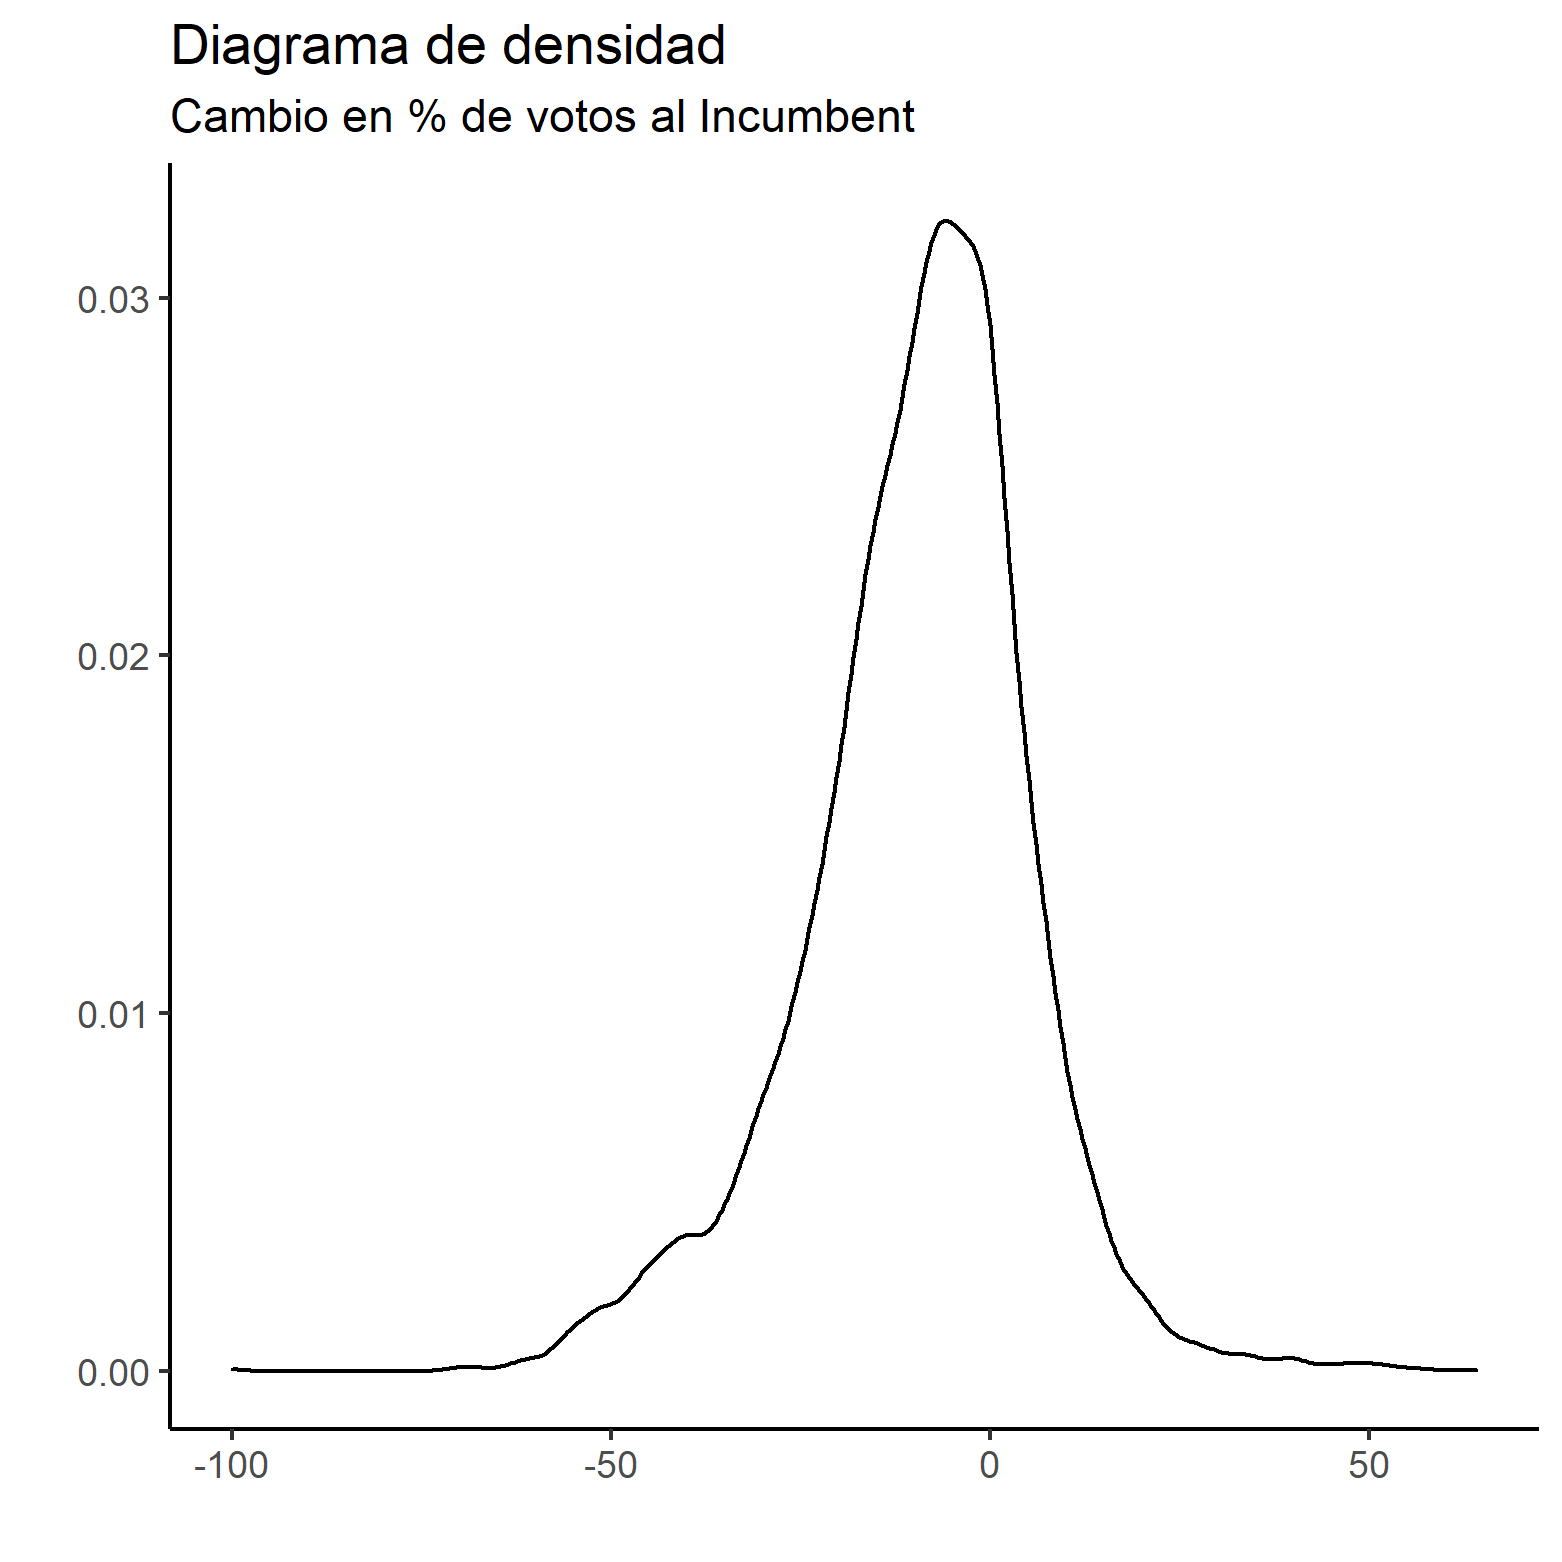 Diagrama de densidad
Cambio en % de votos al Incumbent
0.03
0.02
0.01
0.00
-100 -50 0 50